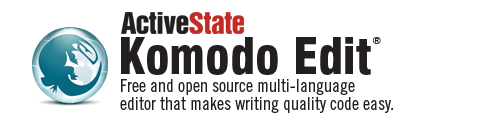 ActiveState
Komodo Edit®
Free and open source multi-language
editor that makes writing quality code easy.